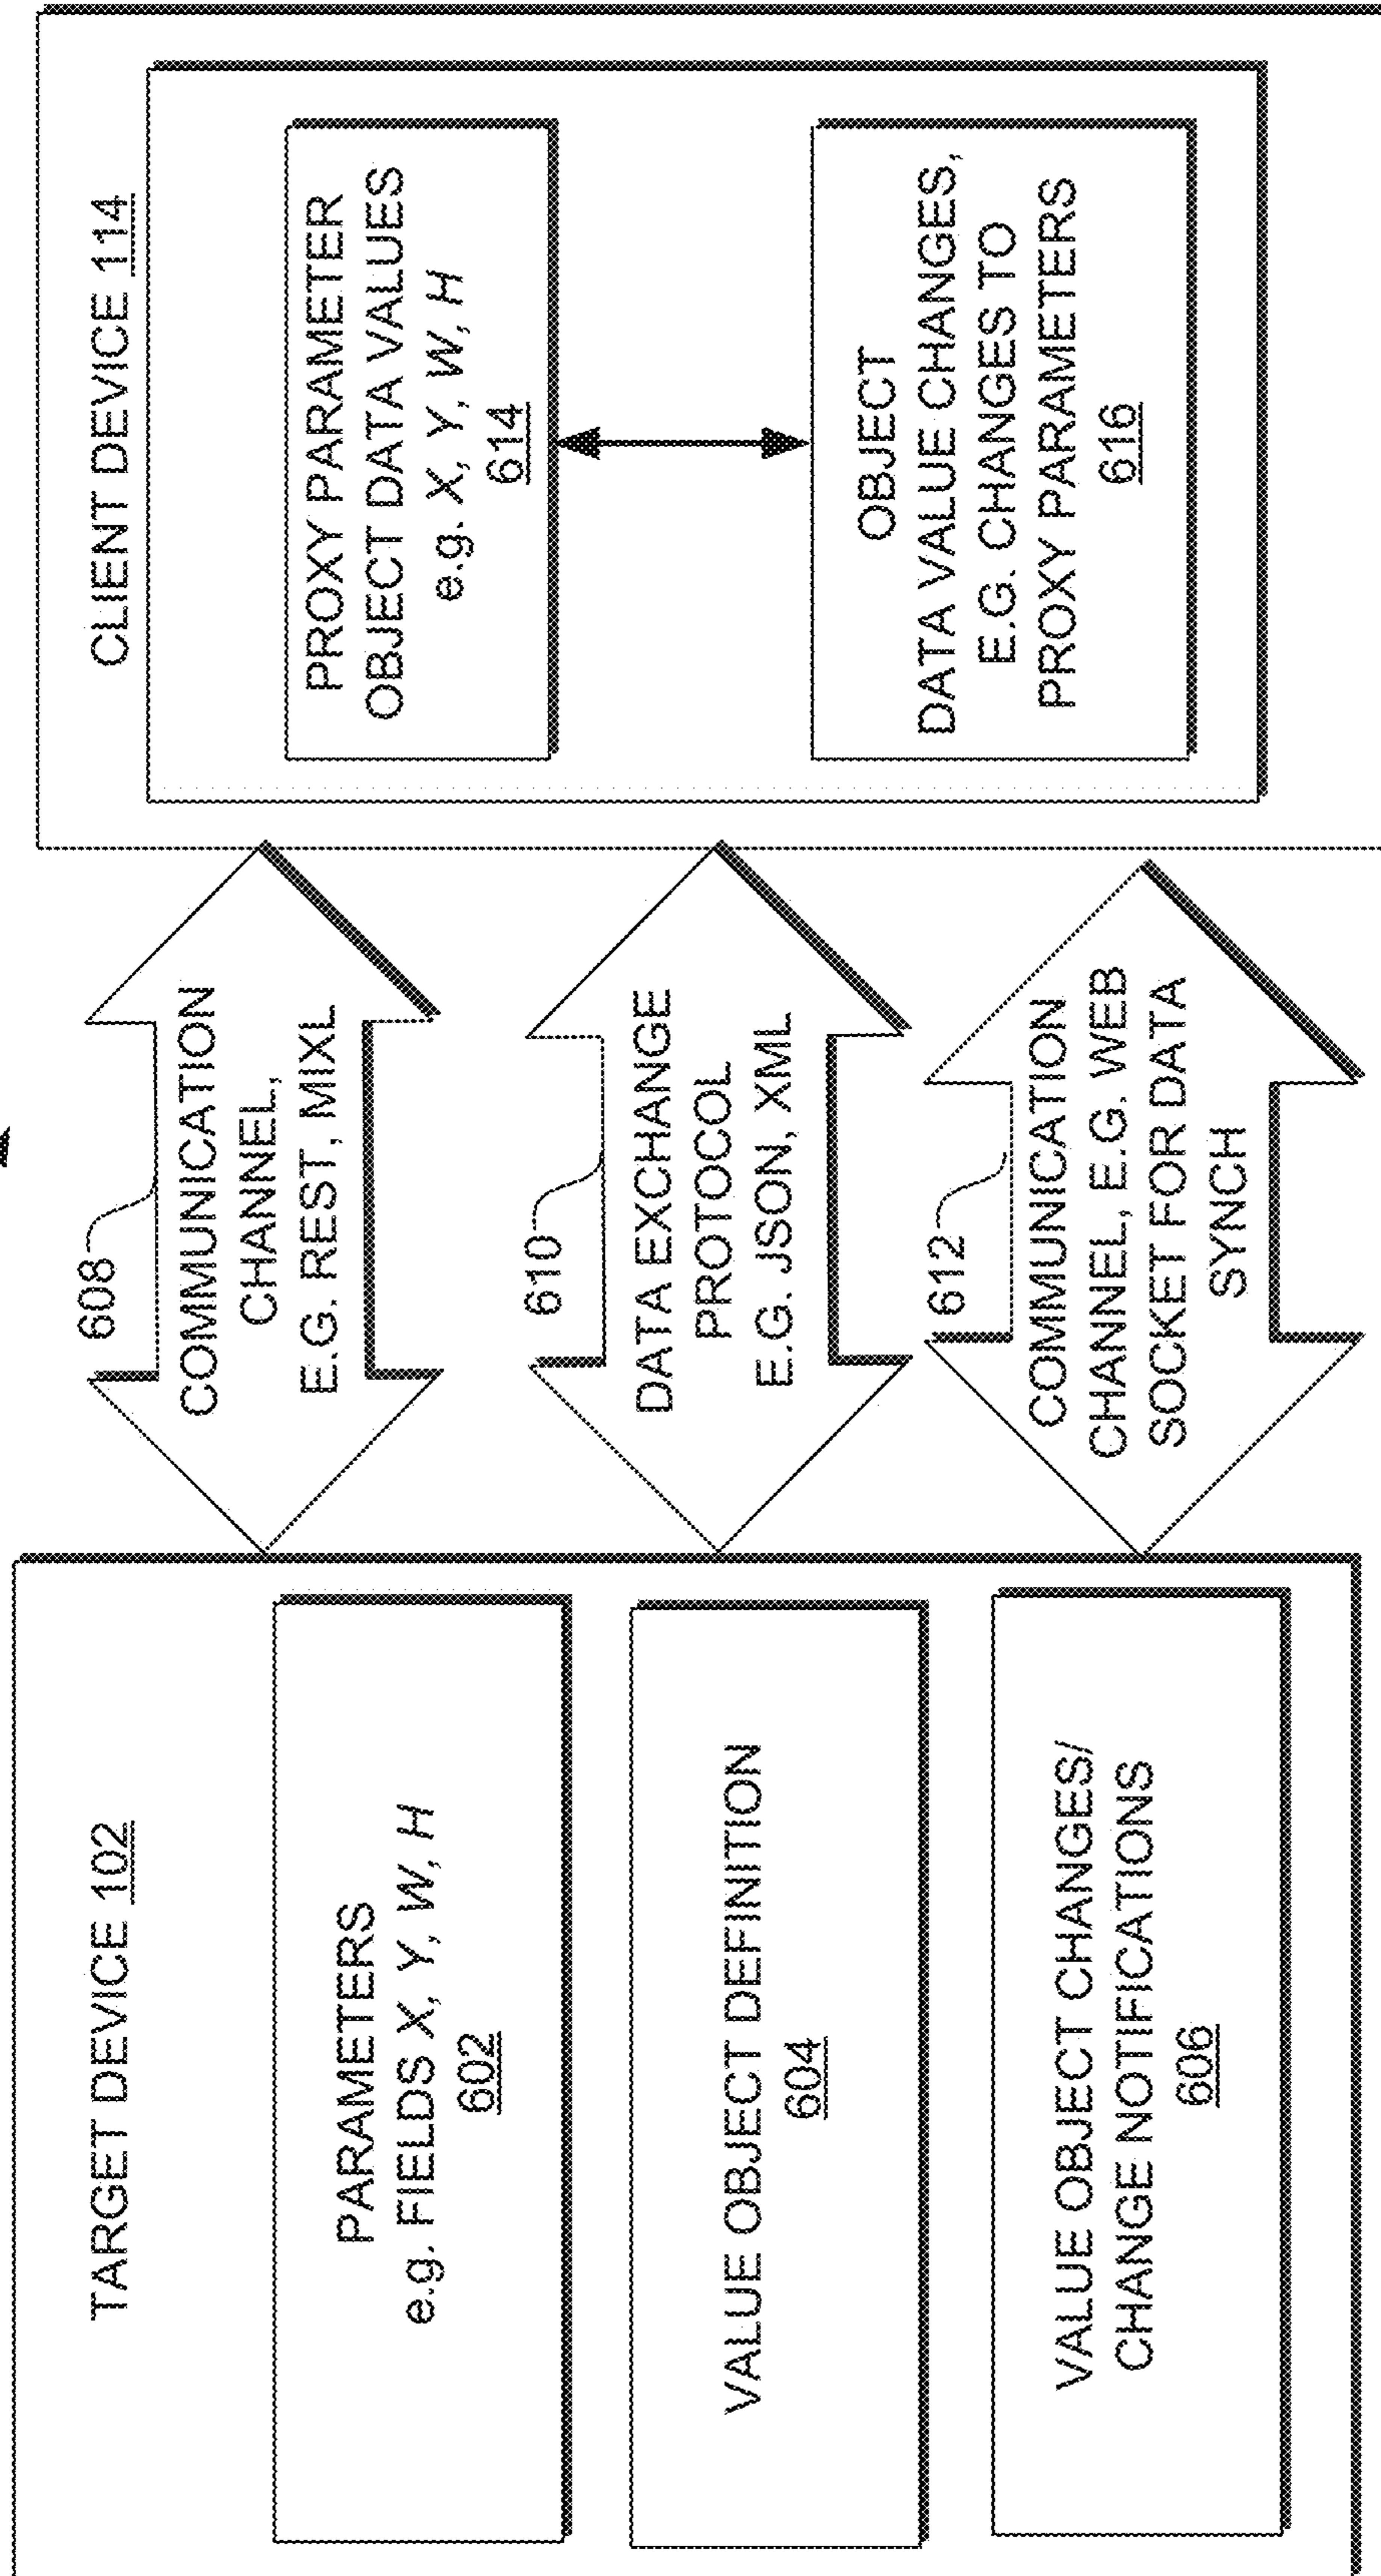 TARGET DEVICE 102
PARAMETERS
e.g. FIELDS X, Y, W, H
602
VALUE OBJECT DEFINITION
604
VALUE OBJECT CHANGES/
CHANGE NOTIFICATIONS
606
608
COMMUNICATION
CHANNEL,
E.G. REST, MIXL
610
DATA EXCHANGE
PROTOCOL
E.G. JSON, XML
612
COMMUNICATION
CHANNEL, E.G. WEB
SOCKET FOR DATA
SYNCH
CLIENT DEVICE 114
PROXY PARAMETER
OBJECT DATA VALUES
e.g. X, Y, W, H
614
OBJECT
DATA VALUE CHANGES,
E.G. CHANGES TO
PROXY PARAMETERS
616